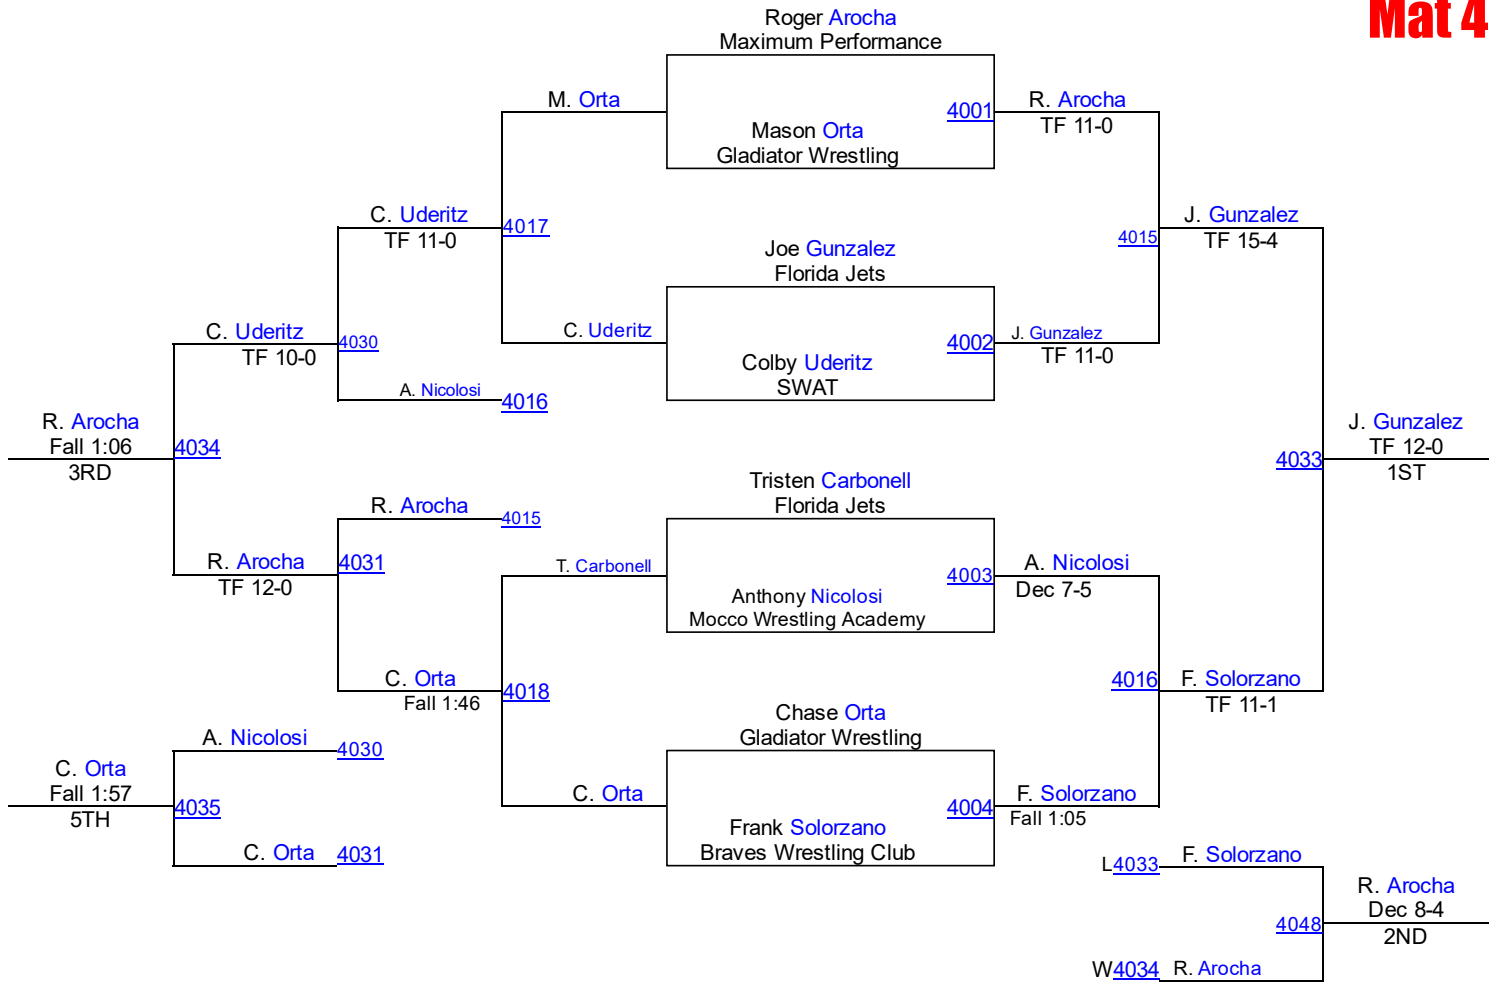 Mat 4
Roger Arocha
Maximum Performance
M. Orta
4001
R. Arocha
TF 11-0
Mason Orta
Gladiator Wrestling
C. Uderitz
TF 11-0
4017
J. Gunzalez
TF 15-4
4015
Joe Gunzalez
Florida Jets
C. Uderitz
TF 10-0
4030
C. Uderitz
4002
J. Gunzalez
TF 11-0
Colby Uderitz
SWAT
A. Nicolosi
4016
R. Arocha
Fall 1:06
3RD
4034
J. Gunzalez
TF 12-0
1ST
4033
Tristen Carbonell
Florida Jets
R. Arocha
4015
R. Arocha
TF 12-0
4031
T. Carbonell
4003
A. Nicolosi
Dec 7-5
Anthony Nicolosi
Mocco Wrestling Academy
C. Orta
Fall 1:46
4018
4016
F. Solorzano
TF 11-1
Chase Orta
Gladiator Wrestling
A. Nicolosi
4030
C. Orta
Fall 1:57
5TH
4035
C. Orta
4004
F. Solorzano
Fall 1:05
Frank Solorzano
Braves Wrestling Club
C. Orta
4031
L4033
F. Solorzano
R. Arocha
Dec 8-4
2ND
4048
W4034
R. Arocha